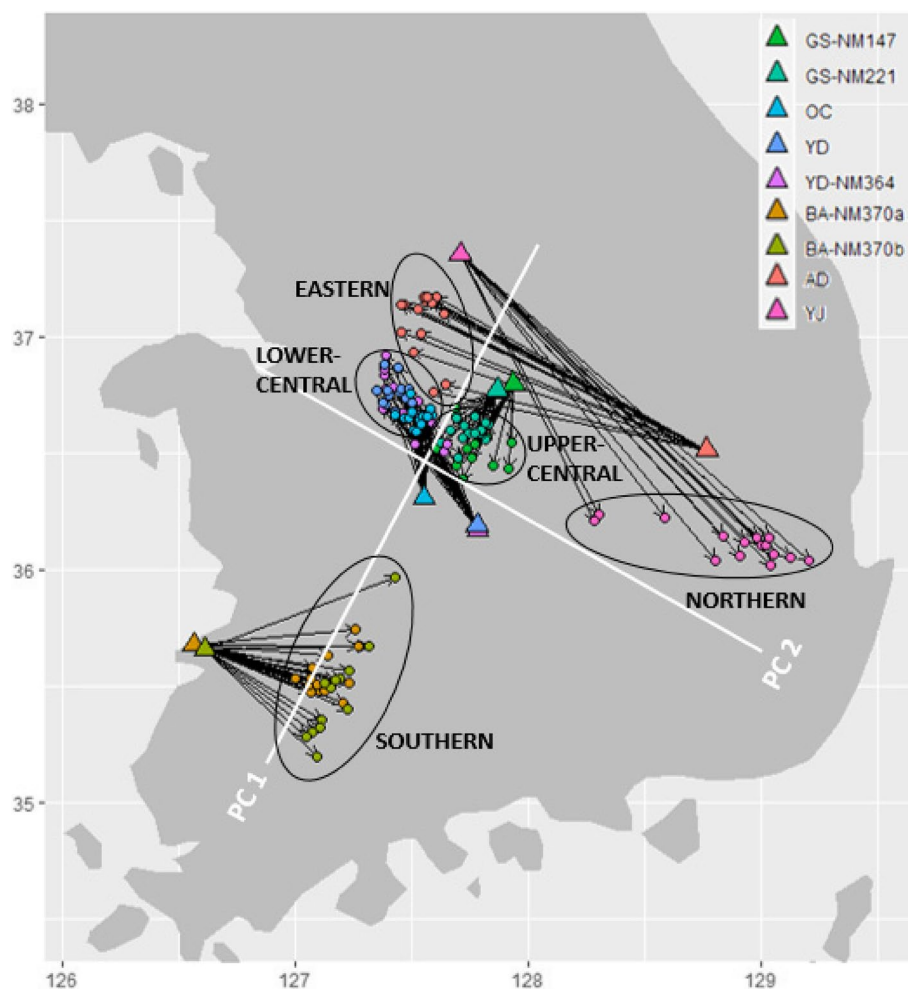 GS-NM147
GS-NM221
OC
YD
YD-NM364
BA-NM370a
BA-NM370b
AD
YJ
38
37
36
35
EASTERN
LOWER-
CENTRAL
UPPER-
CENTRAL
NORTHERN
PC 2
SOUTHERN
PC 1
126
127
128
129